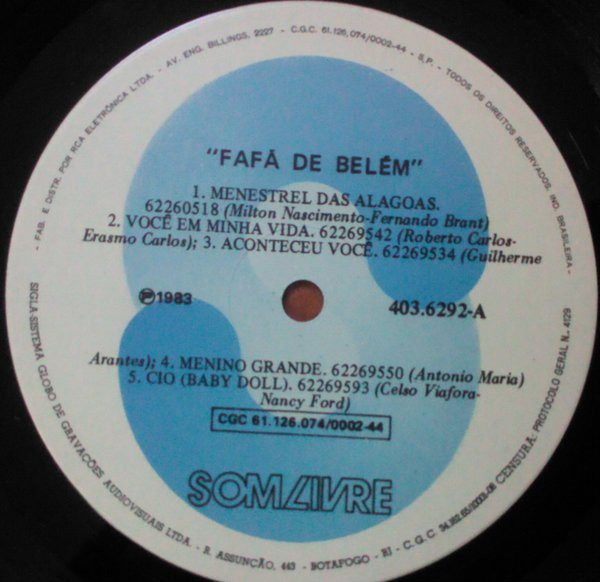 - FAB. E DISTR. POR RCA ELETRÔNICA LTDA. - AV. ENG. BILLINGS, 2227 - C.G.C. 61.126.074/0002-44 - S.P. - TODOS OS DIREITOS RESERVADOS. IND. BRASILEIRA -
"FAFÁ DE BELÉM"
1. MENESTREL DAS ALAGOAS.
62260518 (Milton Nascimento-Fernando Brant)
2. VOCÊ EM MINHA VIDA. 62269542 (Roberto Carlos-
Erasmo Carlos); 3. ACONTECEU VOCÊ. 62269534 (Guilherme
℗1983
403.6292-A
Arantes); 4. MENINO GRANDE. 62269550 (Antonio Maria)
5. CIO (BABY DOLL). 62269593 (Celso Viafora-
Nancy Ford)
CGC 61.126.074/0002-44
SOM LIVRE
SIGLA-SISTEMA GLOBO DE GRAVAÇÕES AUDIOVISUAIS LTDA. - R. ASSUNÇÃO, 443 - BOTAFOGO - RJ - C.G.C. CENSURA: PROTOCOLO GERAL N.. 4129